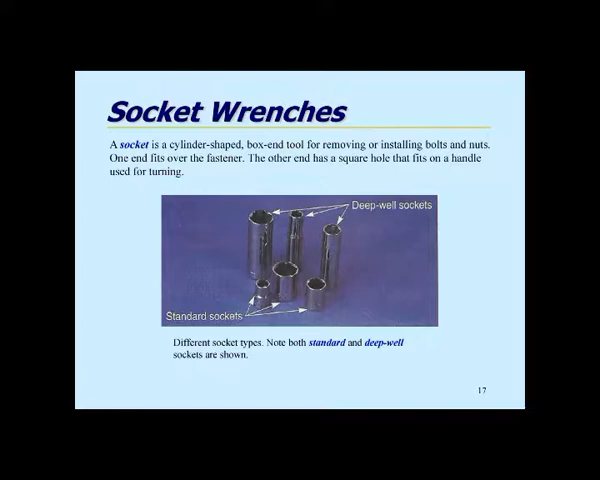 Socket Wrenches
A socket is a cylinder-shaped, box-end tool for removing or installing bolts and nuts.
One end fits over the fastener. The other end has a square hole that fits on a handle
used for turning.
Deep-well sockets
Standard sockets
Different socket types. Note both standard and deep-well
sockets are shown.
17